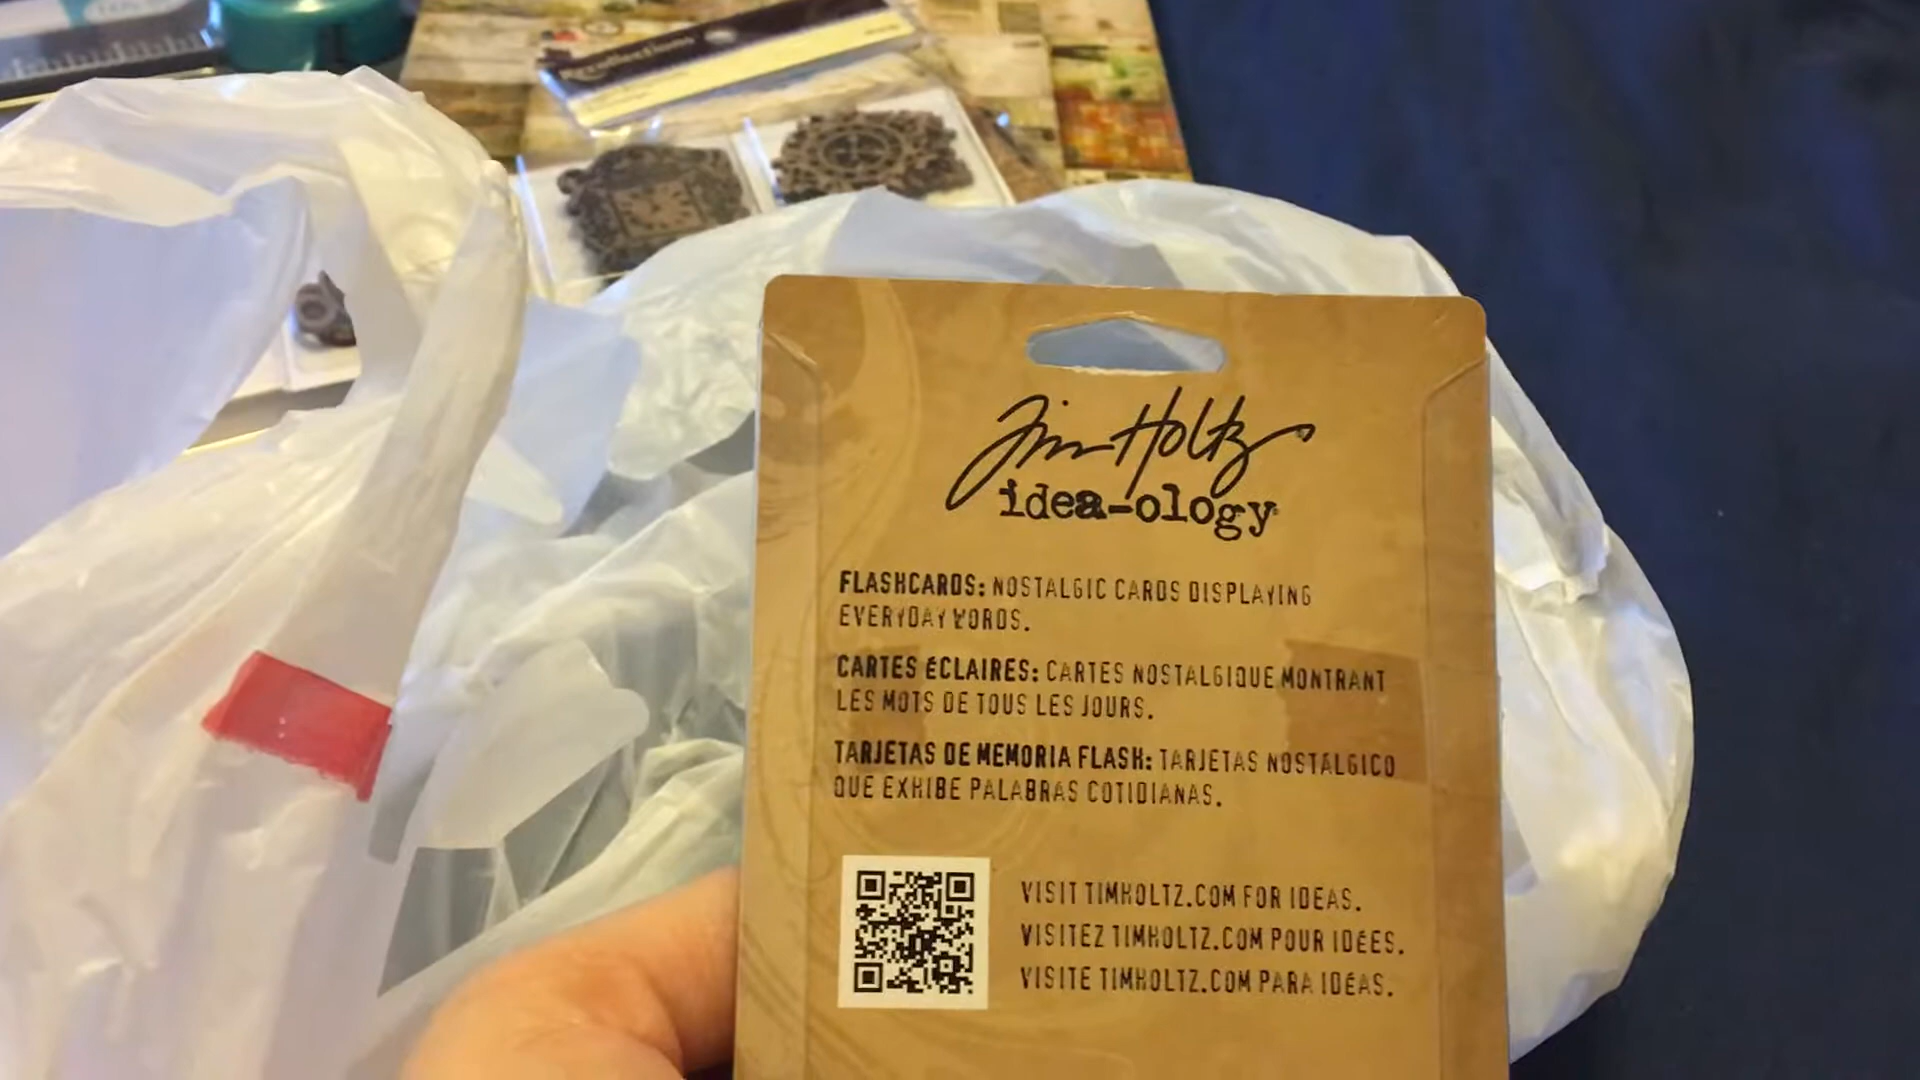 Recollections
Tim Holtz
idea-ology
FLASHCARDS: NOSTALGIC CARDS DISPLAYING
EVERYDAY WORDS.
CARTES ÉCLAIRES: CARTES NOSTALGIQUE MONTRANT
LES MOTS DE TOUS LES JOURS.
TARJETAS DE MEMORIA FLASH: TARJETAS NOSTÁLGICO
QUE EXHIBE PALABRAS COTIDIANAS.
VISIT TIMHOLTZ.COM FOR IDEAS.
VISITEZ TIMHOLTZ.COM POUR IDÉES.
VISITE TIMHOLTZ.COM PARA IDEAS.